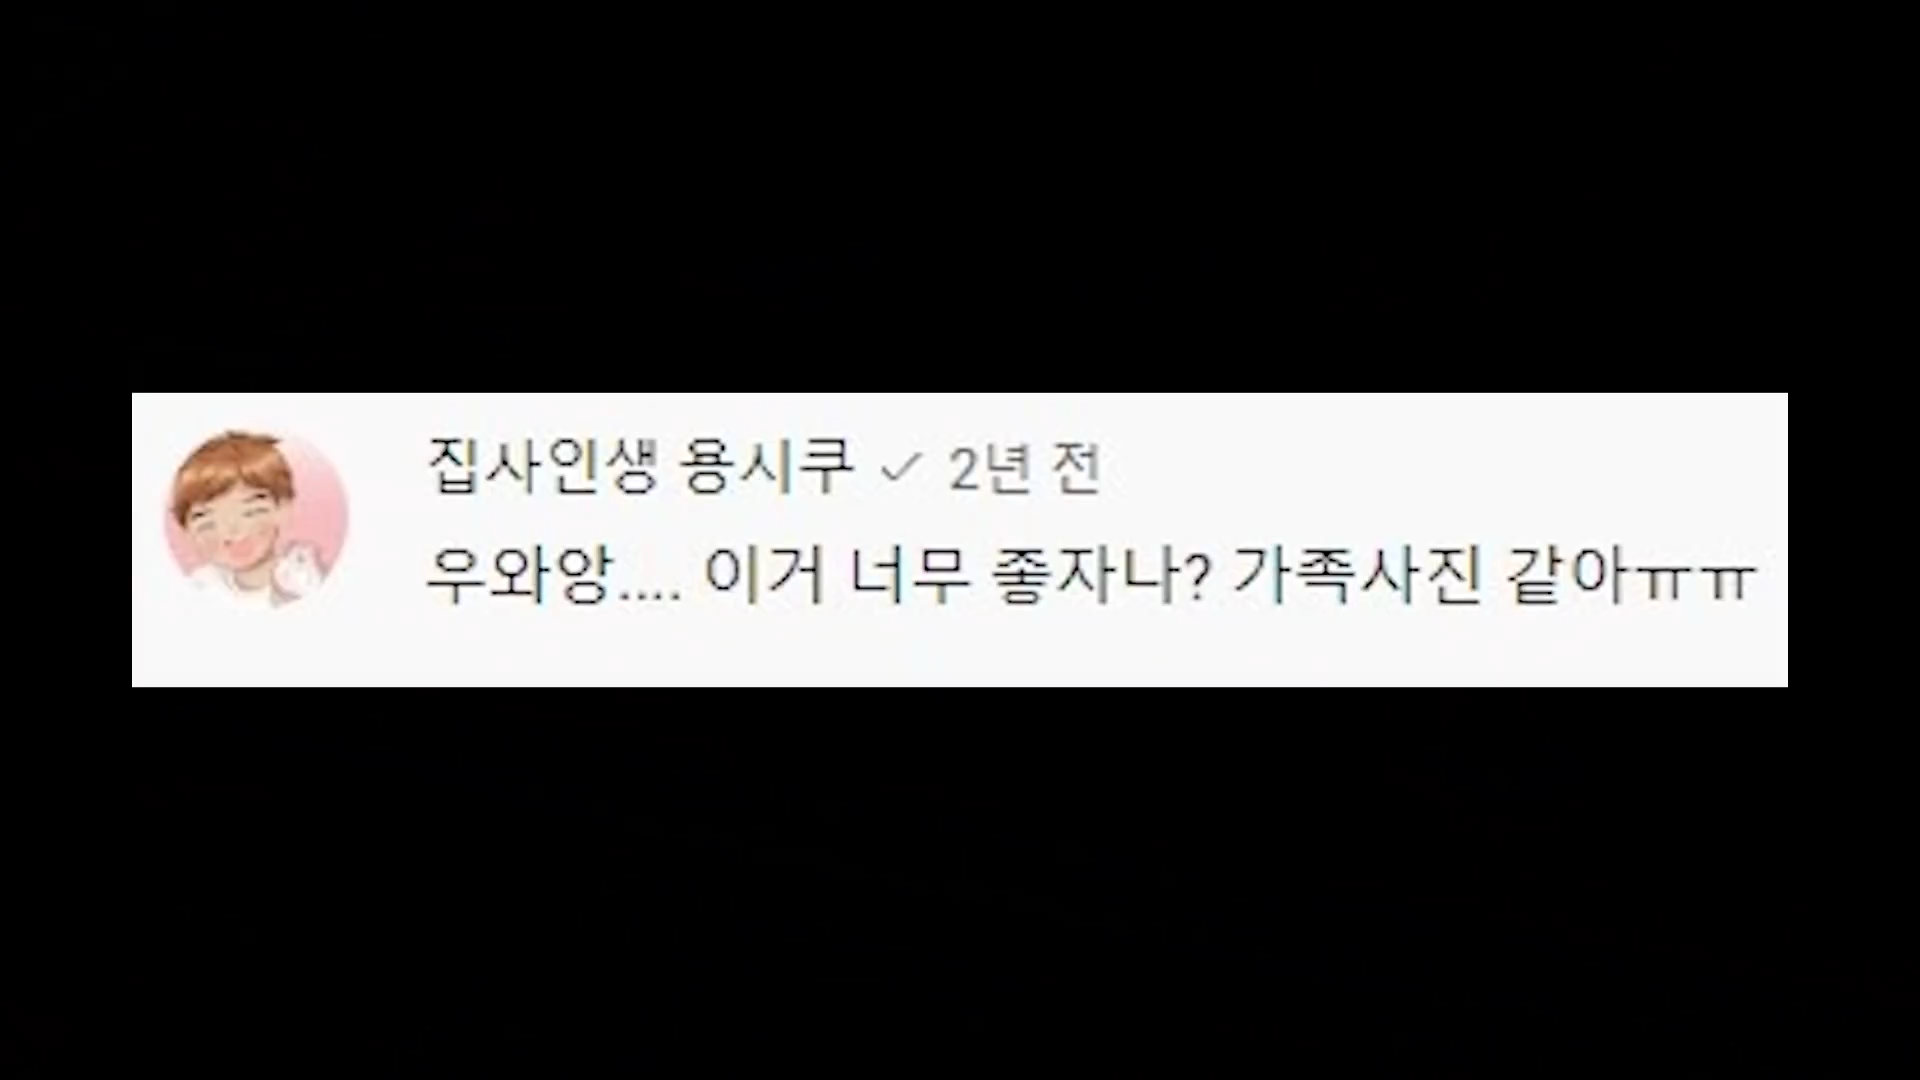 집사인생 용시쿠 ✓ 2년 전
우와앙.... 이거 너무 좋자나? 가족사진 같아ㅠㅠ